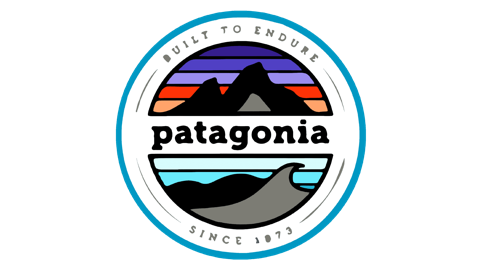 BUILT TO ENDURE
patagonia
SINCE 1973